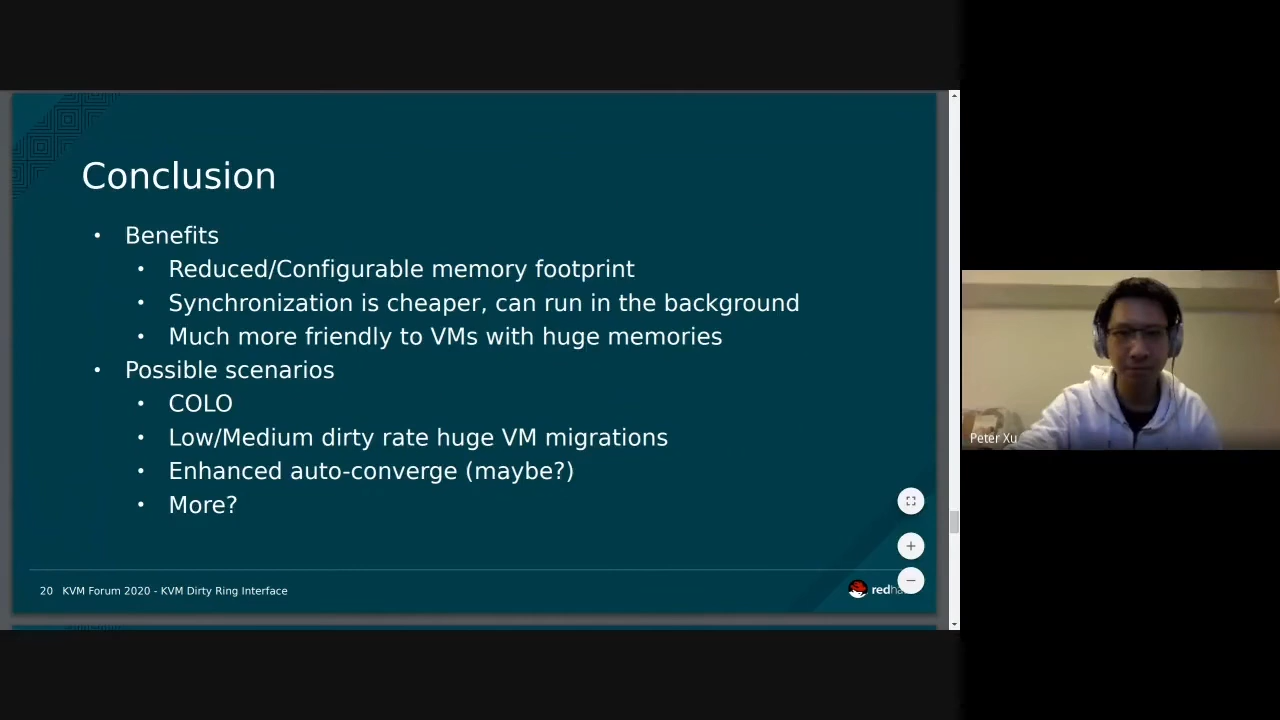 Conclusion
• Benefits
• Reduced/Configurable memory footprint
• Synchronization is cheaper, can run in the background
• Much more friendly to VMs with huge memories
• Possible scenarios
• COLO
• Low/Medium dirty rate huge VM migrations
• Enhanced auto-converge (maybe?)
• More?
20 KVM Forum 2020 - KVM Dirty Ring Interface
Peter Xu